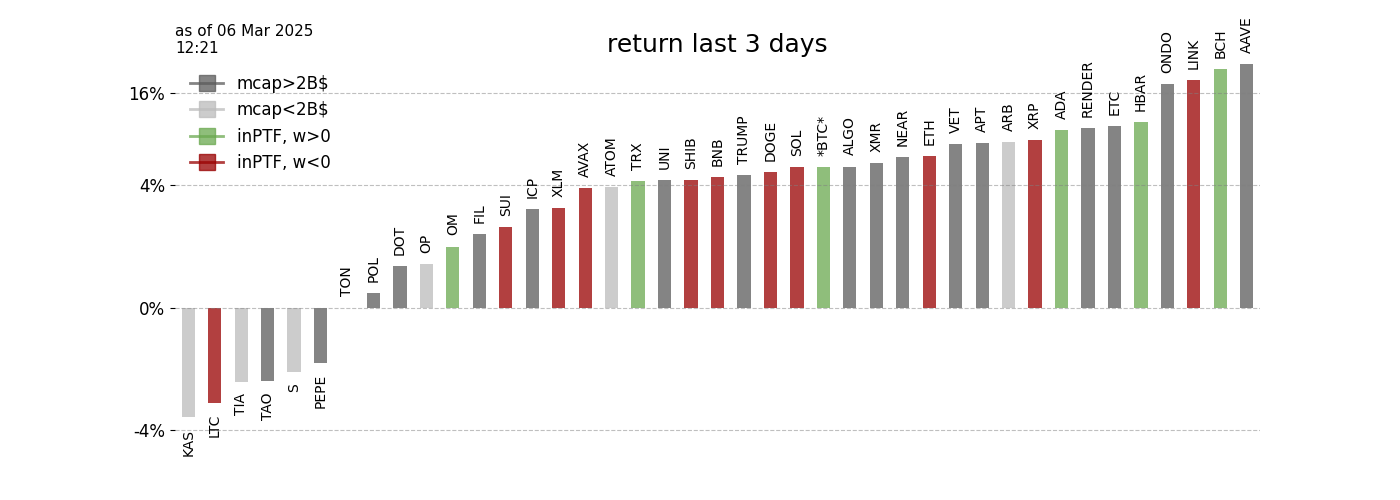 as of 06 Mar 2025
12:21
return last 3 days
mcap>2B$
mcap<2B$
inPTF, w>0
inPTF, w<0
16%
4%
0%
-4%
KAS
LTC
TIA
TAO
S
PEPE
TON
POL
DOT
OP
OM
FIL
SUI
ICP
XLM
AVAX
ATOM
TRX
UNI
SHIB
BNB
TRUMP
DOGE
SOL
*BTC*
ALGO
XMR
NEAR
ETH
VET
APT
ARB
XRP
ADA
RENDER
ETC
HBAR
ONDO
LINK
BCH
AAVE